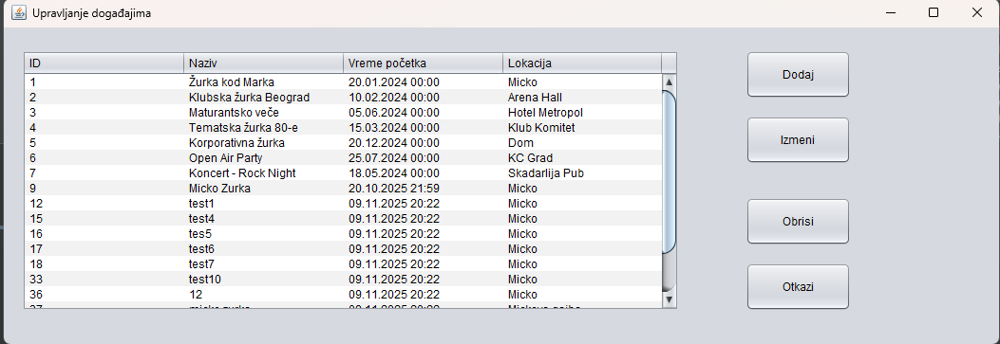 Upravljanje događajima
ID Naziv Vreme početka Lokacija
1 Žurka kod Marka 20.01.2024 00:00 Micko
2 Klubska žurka Beograd 10.02.2024 00:00 Arena Hall
3 Maturantsko veče 05.06.2024 00:00 Hotel Metropol
4 Tematska žurka 80-e 15.03.2024 00:00 Klub Komitet
5 Korporativna žurka 20.12.2024 00:00 Dom
6 Open Air Party 25.07.2024 00:00 KC Grad
7 Koncert - Rock Night 18.05.2024 00:00 Skadarlija Pub
9 Micko Zurka 20.10.2025 21:59 Micko
12 test1 09.11.2025 20:22 Micko
15 test4 09.11.2025 20:22 Micko
16 tes5 09.11.2025 20:22 Micko
17 test6 09.11.2025 20:22 Micko
18 test7 09.11.2025 20:22 Micko
33 test10 09.11.2025 20:22 Micko
36 12 09.11.2025 20:22 Micko
Dodaj
Izmeni
Obrisi
Otkazi